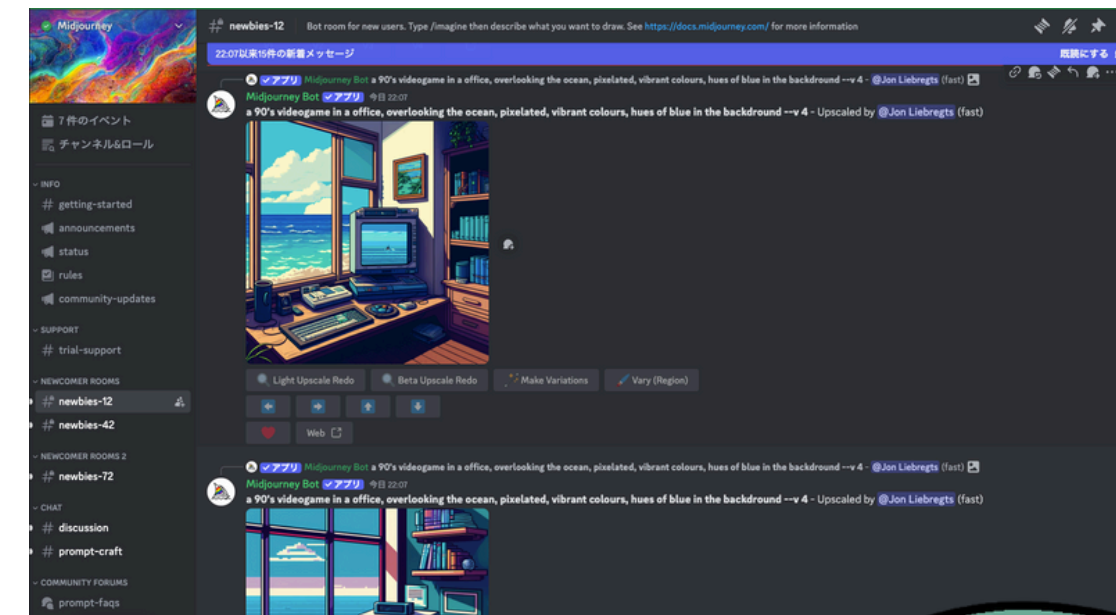 Midjourney
7件のイベント
チャンネル&ロール
INFO
getting-started
announcements
status
rules
community-updates
SUPPORT
trial-support
NEWCOMER ROOMS
newbies-12
newbies-42
NEWCOMER ROOMS 2
newbies-72
CHAT
discussion
prompt-craft
COMMUNITY FORUMS
prompt-faqs
newbies-12 Bot room for new users. Type /imagine then describe what you want to draw. See https://docs.midjourney.com/ for more information
22:07以来15件の新着メッセージ 既読にする
✓アプリ Midjourney Bot a 90's videogame in a office, overlooking the ocean, pixelated, vibrant colours, hues of blue in the backdround --v 4 - @Jon Liebregts (fast)
Midjourney Bot ✓アプリ 今日 22:07
a 90's videogame in a office, overlooking the ocean, pixelated, vibrant colours, hues of blue in the backdround --v 4 - Upscaled by @Jon Liebregts (fast)
Light Upscale Redo Beta Upscale Redo Make Variations Vary (Region)
Web
✓アプリ Midjourney Bot a 90's videogame in a office, overlooking the ocean, pixelated, vibrant colours, hues of blue in the backdround --v 4 - @Jon Liebregts (fast)
Midjourney Bot ✓アプリ 今日 22:07
a 90's videogame in a office, overlooking the ocean, pixelated, vibrant colours, hues of blue in the backdround --v 4 - Upscaled by @Jon Liebregts (fast)